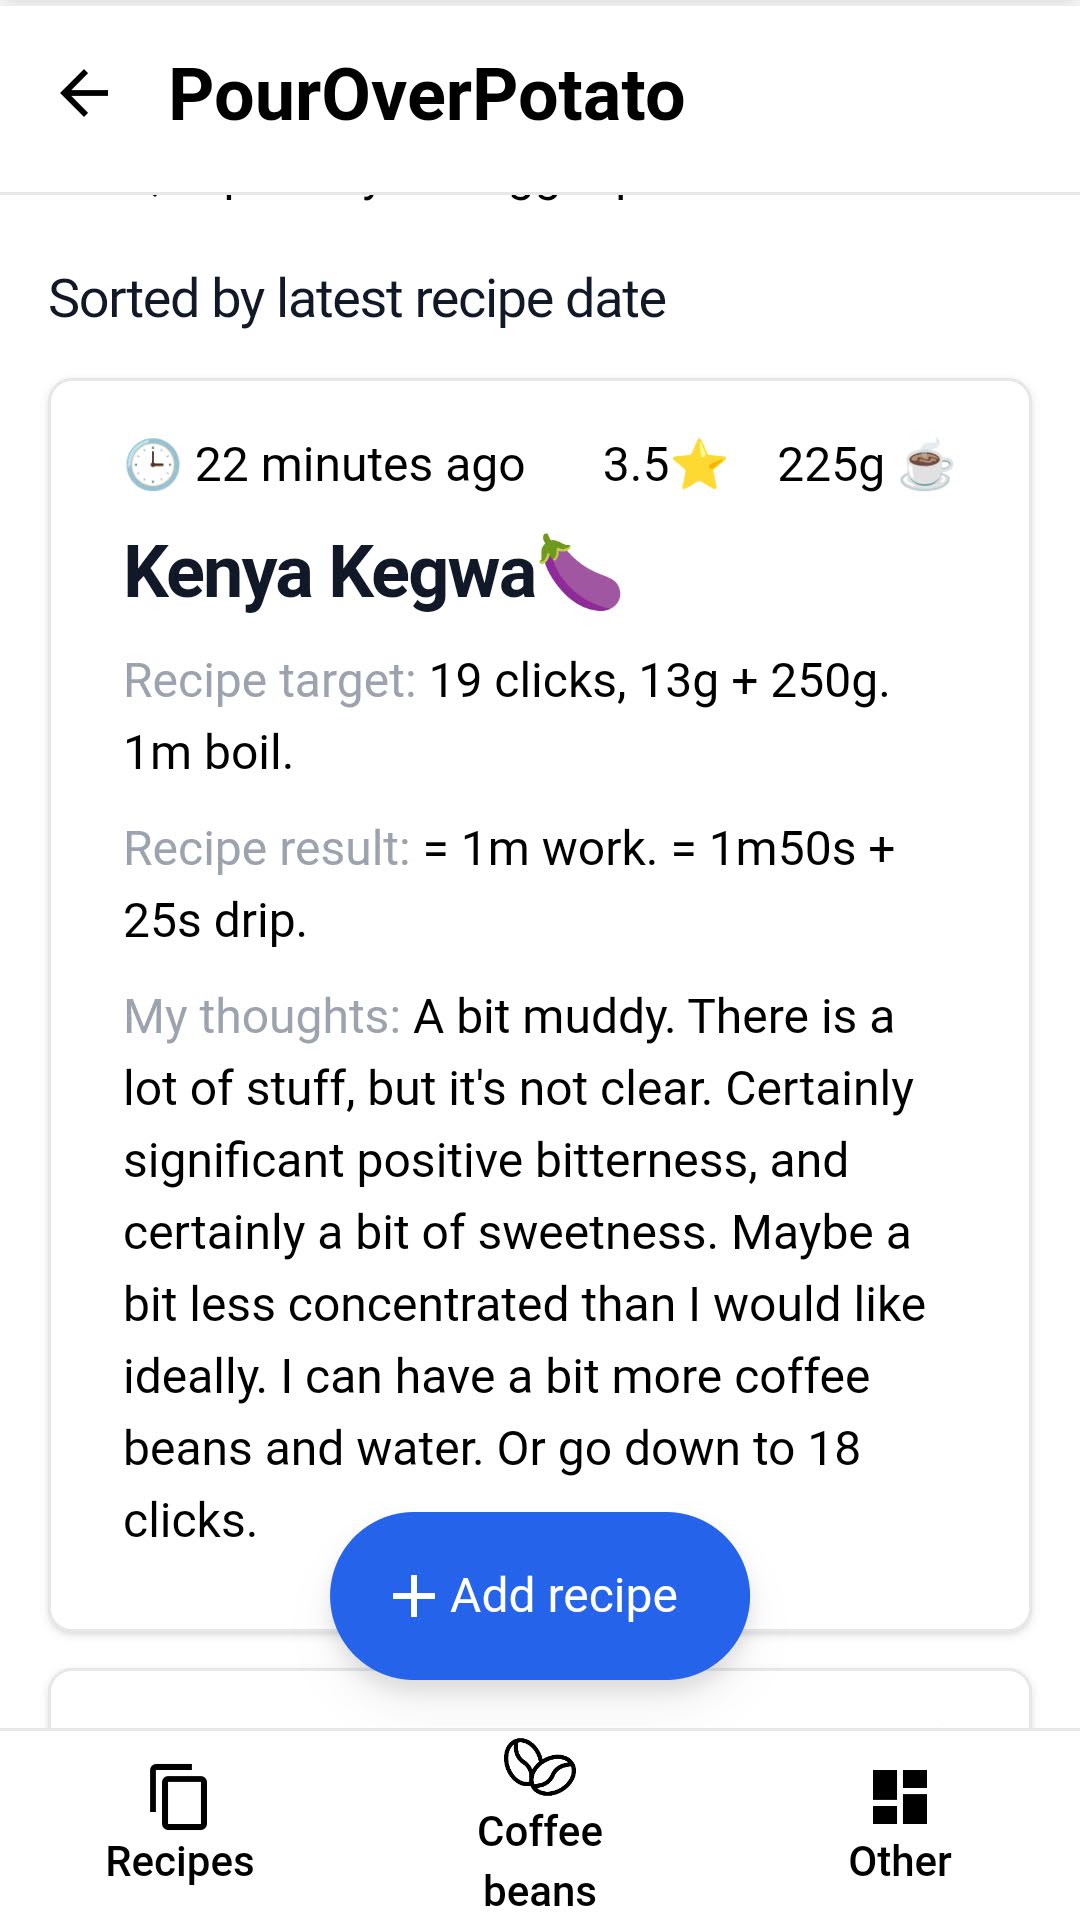 PourOverPotato
Sorted by latest recipe date
🕒 22 minutes ago 3.5⭐ 225g ☕
Kenya Kegwa🍆
Recipe target: 19 clicks, 13g + 250g.
1m boil.
Recipe result: = 1m work. = 1m50s +
25s drip.
My thoughts: A bit muddy. There is a
lot of stuff, but it's not clear. Certainly
significant positive bitterness, and
certainly a bit of sweetness. Maybe a
bit less concentrated than I would like
ideally. I can have a bit more coffee
beans and water. Or go down to 18
clicks.
+ Add recipe
Recipes
Coffee
beans
Other